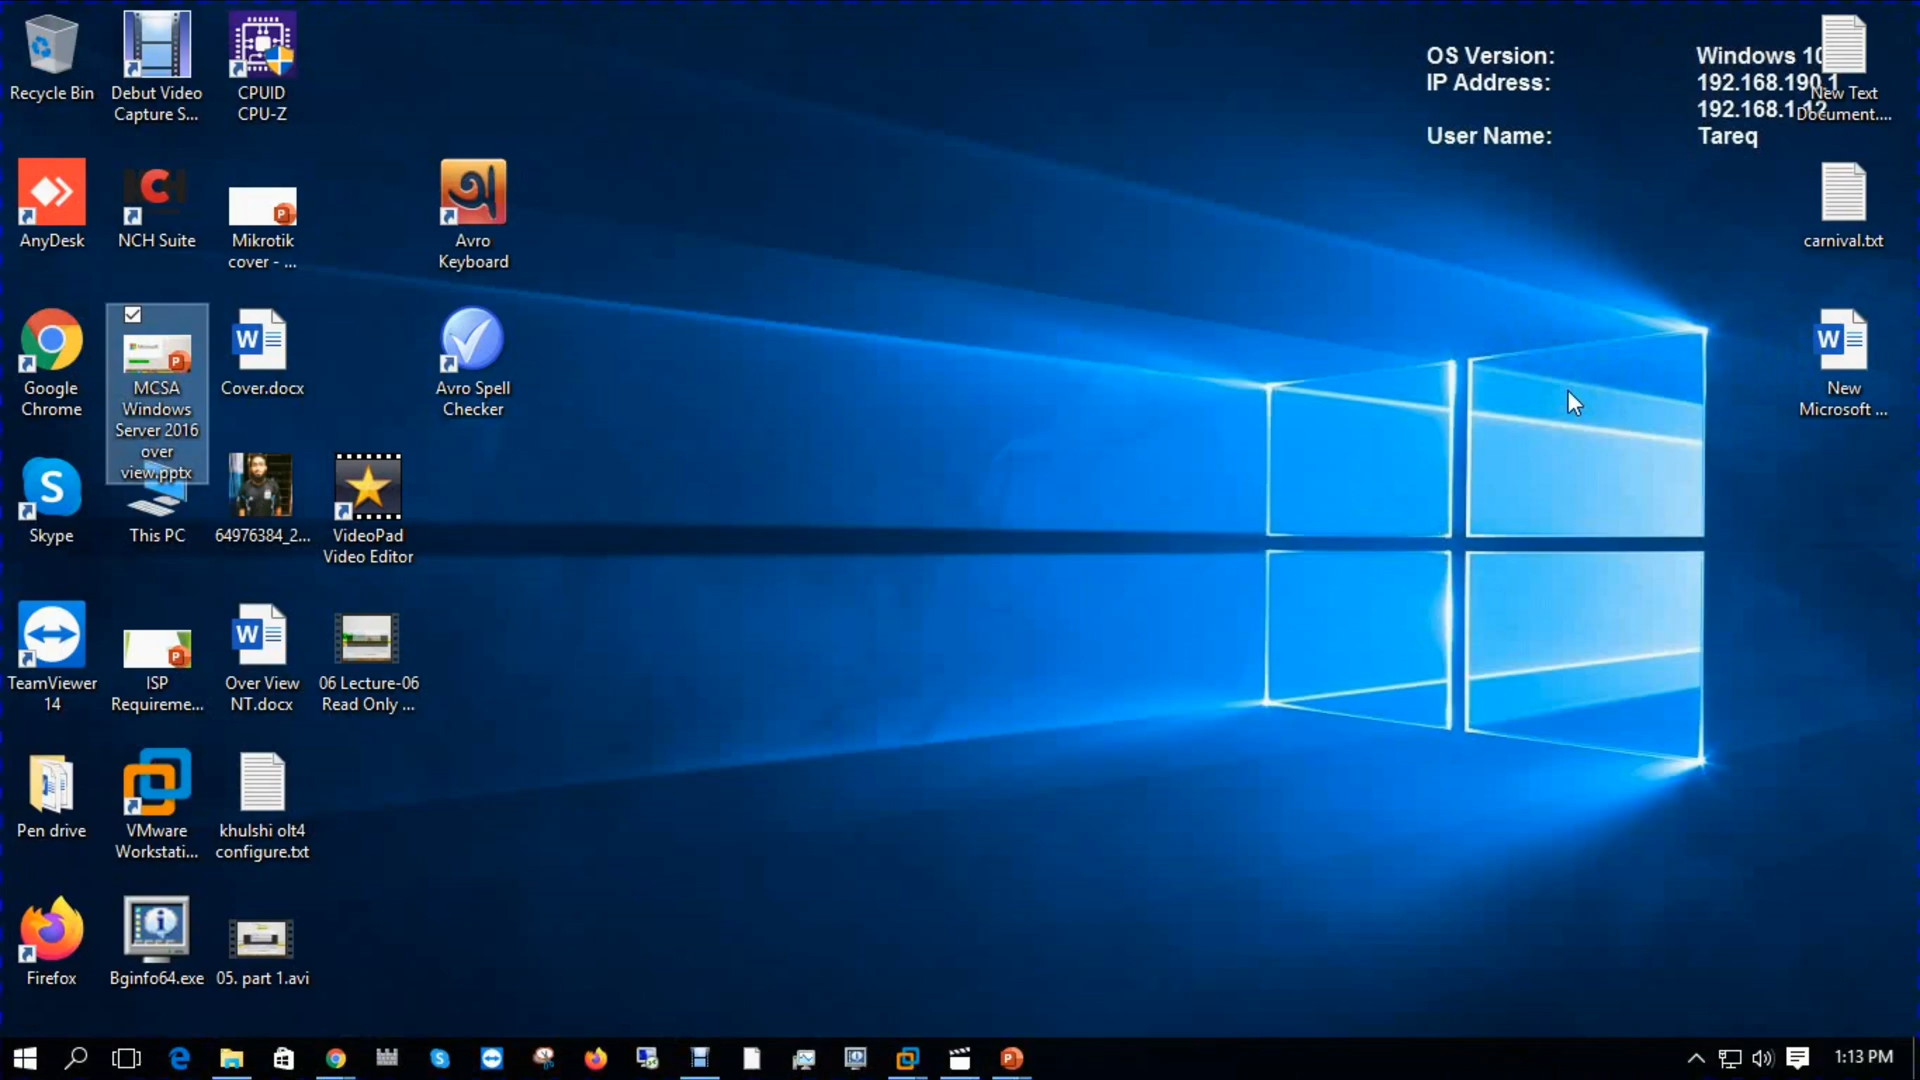 Recycle Bin
Debut Video
Capture S...
CPUID
CPU-Z
OS Version:
Windows 10
IP Address:
192.168.190.1
192.168.1.12
User Name:
Tareq
New Text
Document....
AnyDesk
NCH Suite
Mikrotik
cover - ...
Avro
Keyboard
carnival.txt
Google
Chrome
MCSA
Windows
Server 2016
over
view.pptx
Cover.docx
Avro Spell
Checker
New
Microsoft ...
Skype
This PC
64976384_2...
VideoPad
Video Editor
TeamViewer
14
ISP
Requireme...
Over View
NT.docx
06 Lecture-06
Read Only ...
Pen drive
VMware
Workstati...
khulshi olt4
configure.txt
Firefox
Bginfo64.exe
05. part 1.avi
1:13 PM